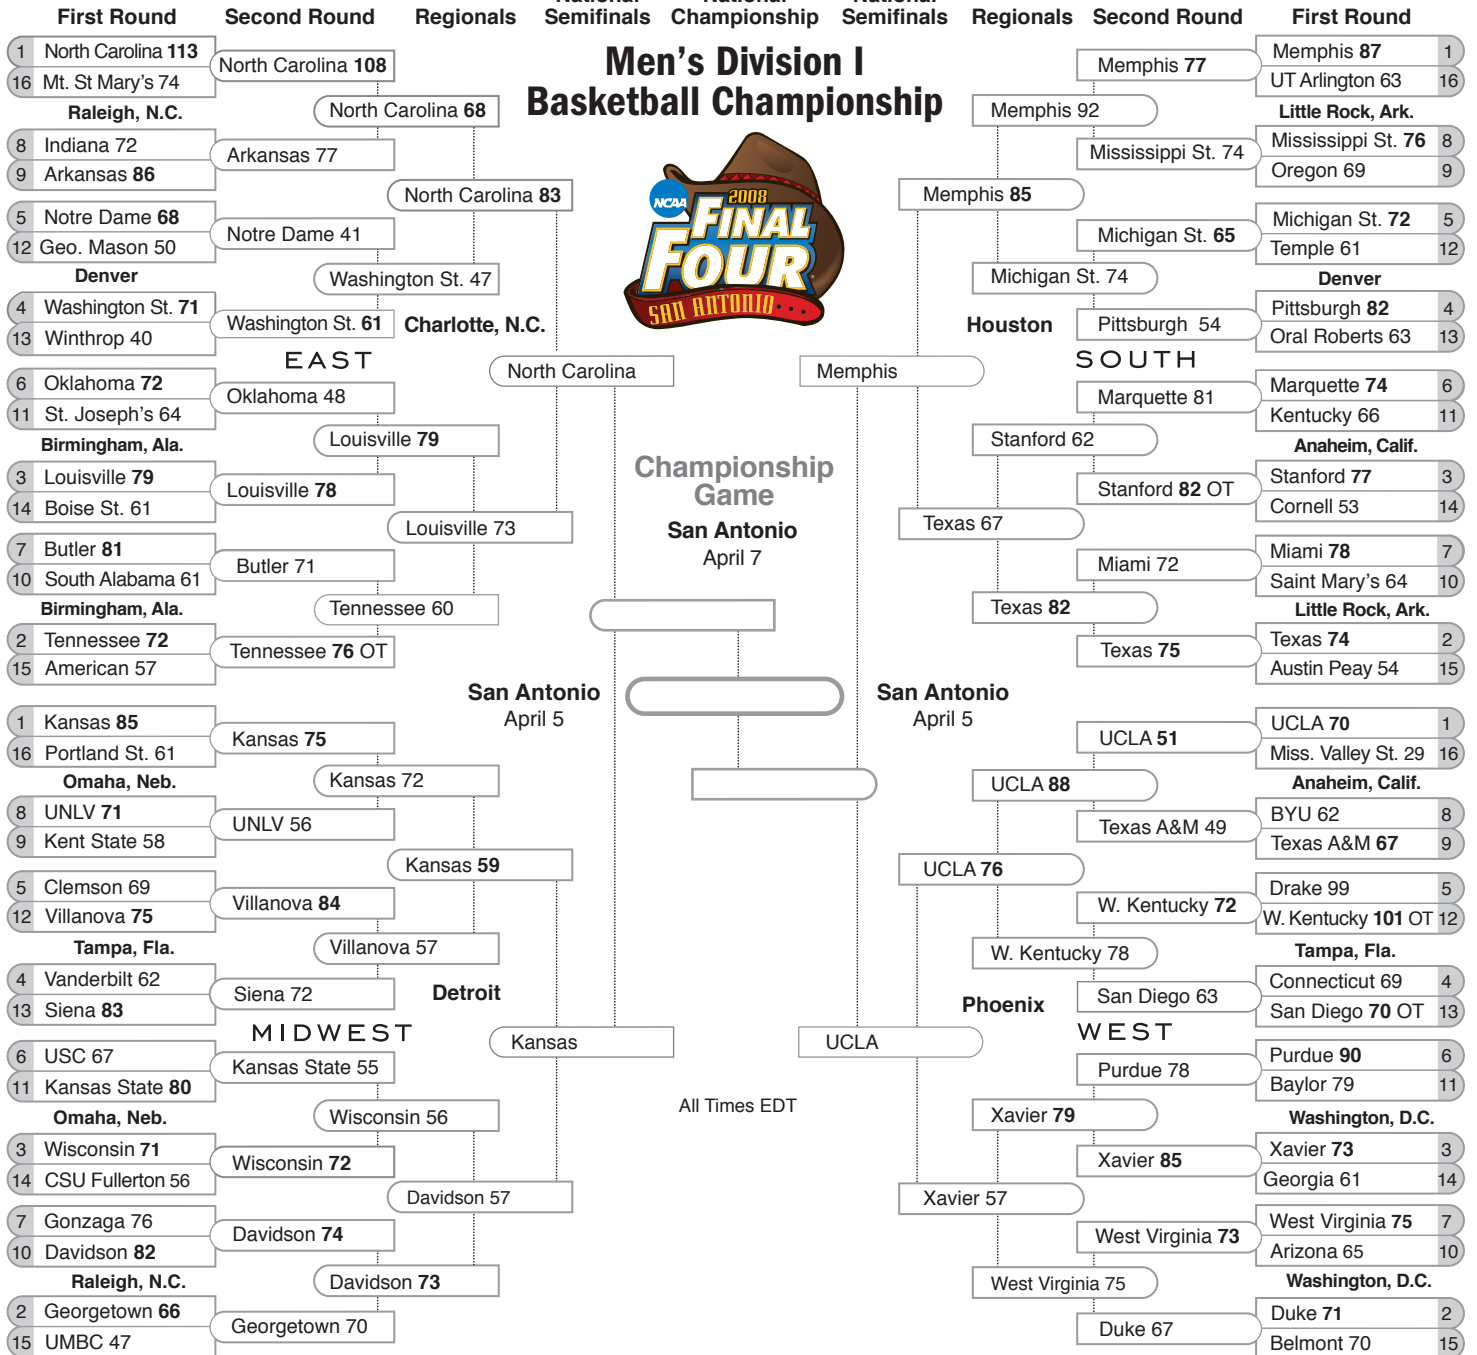 First Round
Second Round
Regionals
National
Semifinals
National
Championship
National
Semifinals
Regionals
Second Round
First Round
Men's Division I
Basketball Championship
NCAA
2008
FINAL
FOUR
SAN ANTONIO
1 North Carolina 113
16 Mt. St Mary's 74
Raleigh, N.C.
8 Indiana 72
9 Arkansas 86
5 Notre Dame 68
12 Geo. Mason 50
Denver
4 Washington St. 71
13 Winthrop 40
6 Oklahoma 72
11 St. Joseph's 64
Birmingham, Ala.
3 Louisville 79
14 Boise St. 61
7 Butler 81
10 South Alabama 61
Birmingham, Ala.
2 Tennessee 72
15 American 57
North Carolina 108
Arkansas 77
Notre Dame 41
Washington St. 61
EAST
Oklahoma 48
Louisville 78
Butler 71
Tennessee 76 OT
North Carolina 68
Washington St. 47
Louisville 79
Tennessee 60
North Carolina 83
Charlotte, N.C.
Louisville 73
North Carolina
1 Kansas 85
16 Portland St. 61
Omaha, Neb.
8 UNLV 71
9 Kent State 58
5 Clemson 69
12 Villanova 75
Tampa, Fla.
4 Vanderbilt 62
13 Siena 83
6 USC 67
11 Kansas State 80
Omaha, Neb.
3 Wisconsin 71
14 CSU Fullerton 56
7 Gonzaga 76
10 Davidson 82
Raleigh, N.C.
2 Georgetown 66
15 UMBC 47
Kansas 75
UNLV 56
Villanova 84
Siena 72
MIDWEST
Kansas State 55
Wisconsin 72
Davidson 74
Georgetown 70
Kansas 72
Villanova 57
Wisconsin 56
Davidson 73
Kansas 59
Detroit
Davidson 57
Kansas
San Antonio
April 5
Championship
Game
San Antonio
April 7
San Antonio
April 5
All Times EDT
Memphis
UCLA
Memphis 85
Houston
Texas 67
Memphis 92
Michigan St. 74
Stanford 62
Texas 82
Memphis 77
Mississippi St. 74
Michigan St. 65
Pittsburgh 54
SOUTH
Marquette 81
Stanford 82 OT
Miami 72
Texas 75
Memphis 87 1
UT Arlington 63 16
Little Rock, Ark.
Mississippi St. 76 8
Oregon 69 9
Michigan St. 72 5
Temple 61 12
Denver
Pittsburgh 82 4
Oral Roberts 63 13
Marquette 74 6
Kentucky 66 11
Anaheim, Calif.
Stanford 77 3
Cornell 53 14
Miami 78 7
Saint Mary's 64 10
Little Rock, Ark.
Texas 74 2
Austin Peay 54 15
UCLA 76
Phoenix
Xavier 57
UCLA 88
W. Kentucky 78
Xavier 79
West Virginia 75
UCLA 51
Texas A&M 49
W. Kentucky 72
San Diego 63
WEST
Purdue 78
Xavier 85
West Virginia 73
Duke 67
UCLA 70 1
Miss. Valley St. 29 16
Anaheim, Calif.
BYU 62 8
Texas A&M 67 9
Drake 99 5
W. Kentucky 101 OT 12
Tampa, Fla.
Connecticut 69 4
San Diego 70 OT 13
Purdue 90 6
Baylor 79 11
Washington, D.C.
Xavier 73 3
Georgia 61 14
West Virginia 75 7
Arizona 65 10
Washington, D.C.
Duke 71 2
Belmont 70 15